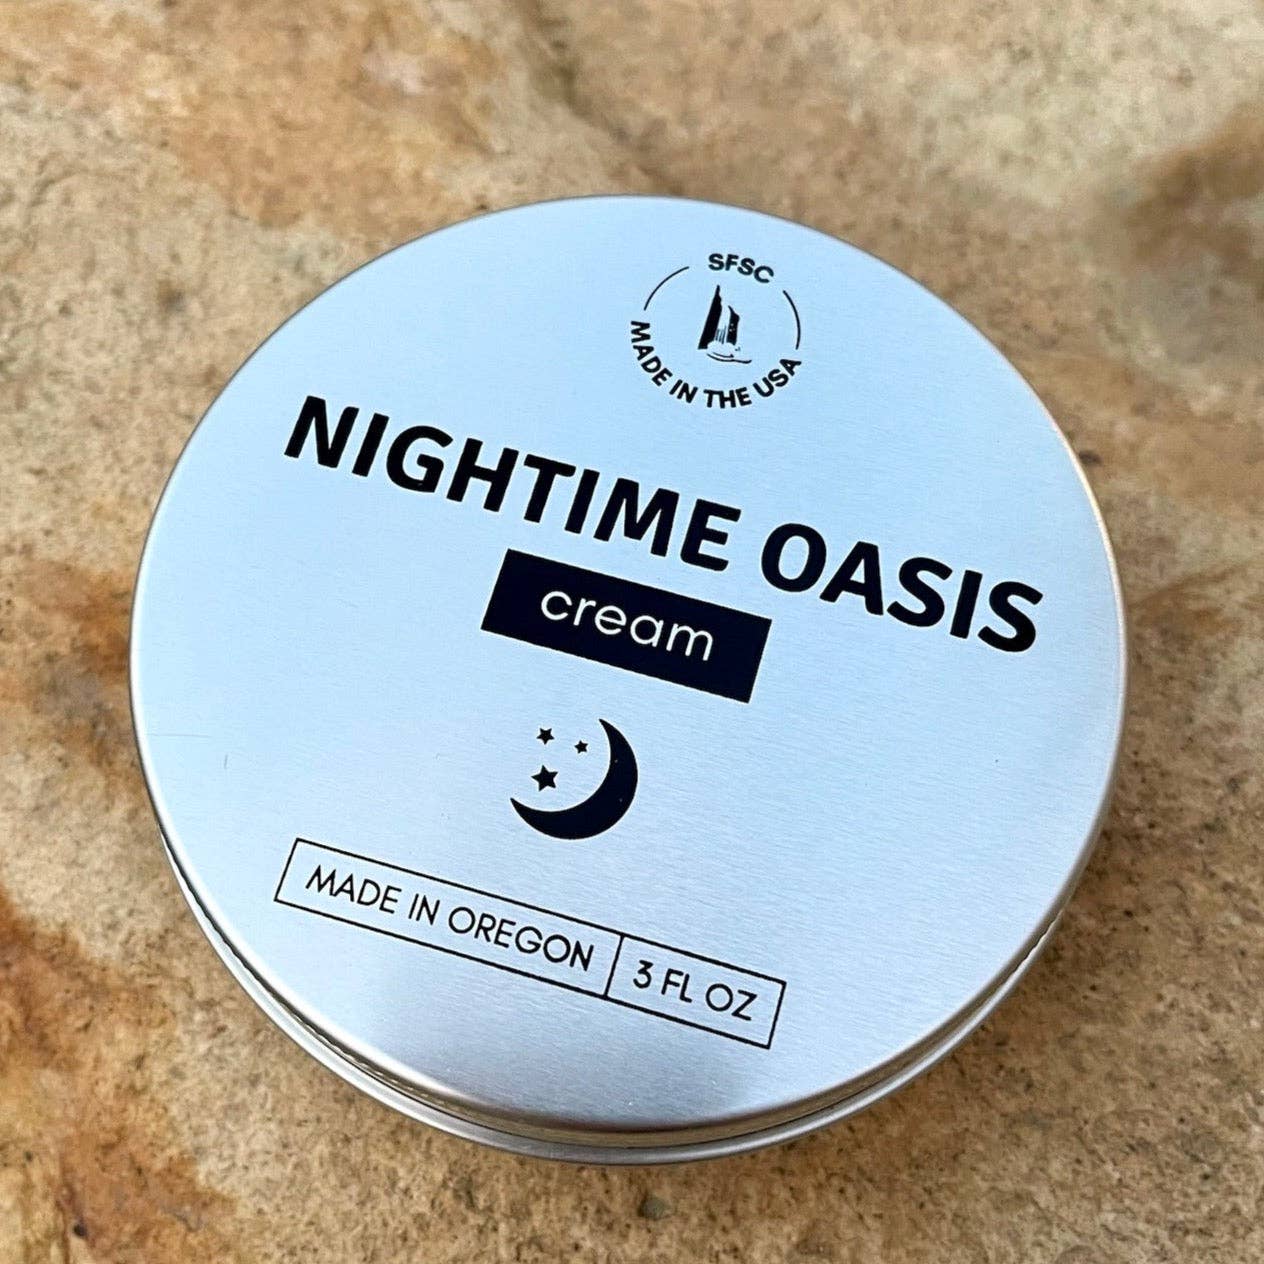 SFSC
MADE IN THE USA
NIGHTIME OASIS
cream
MADE IN OREGON 3 FL OZ